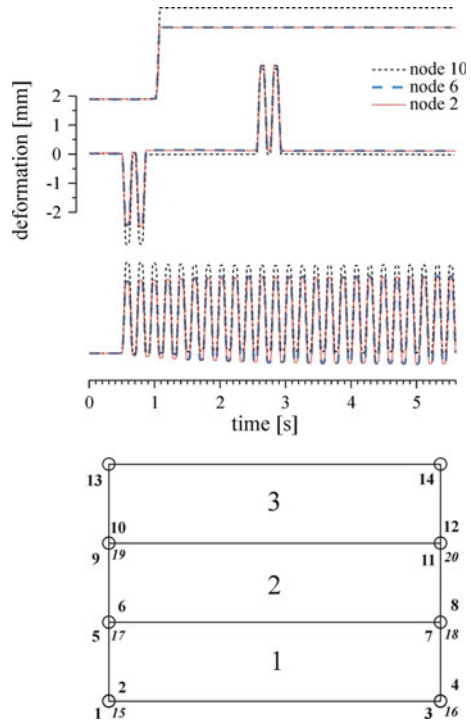 node 10
node 6
node 2
deformation [mm]
2
0
-1
-2
0 1 2 3 4 5
time [s]
13 14
3
10 12
9 19 11 20
2
6 8
5 17 7 18
1
2 4
1 15 3 16